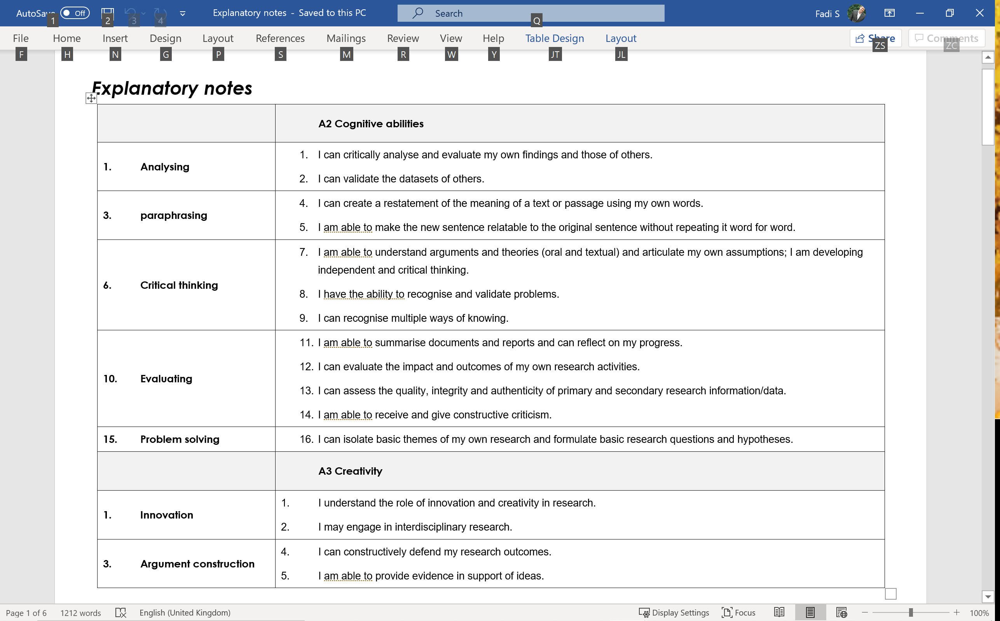 AutoSave Off Explanatory notes - Saved to this PC Search Fadi S
1 2 3 4 Q
File Home Insert Design Layout References Mailings Review View Help Table Design Layout Share Comments
F H N G P S M R W Y JT JL ZS ZC
Explanatory notes
A2 Cognitive abilities
1. Analysing
1. I can critically analyse and evaluate my own findings and those of others.
2. I can validate the datasets of others.
3. paraphrasing
4. I can create a restatement of the meaning of a text or passage using my own words.
5. I am able to make the new sentence relatable to the original sentence without repeating it word for word.
6. Critical thinking
7. I am able to understand arguments and theories (oral and textual) and articulate my own assumptions; I am developing
independent and critical thinking.
8. I have the ability to recognise and validate problems.
9. I can recognise multiple ways of knowing.
10. Evaluating
11. I am able to summarise documents and reports and can reflect on my progress.
12. I can evaluate the impact and outcomes of my own research activities.
13. I can assess the quality, integrity and authenticity of primary and secondary research information/data.
14. I am able to receive and give constructive criticism.
15. Problem solving
16. I can isolate basic themes of my own research and formulate basic research questions and hypotheses.
A3 Creativity
1. Innovation
1. I understand the role of innovation and creativity in research.
2. I may engage in interdisciplinary research.
3. Argument construction
4. I can constructively defend my research outcomes.
5. I am able to provide evidence in support of ideas.
Page 1 of 6 1212 words English (United Kingdom) Display Settings Focus 100%